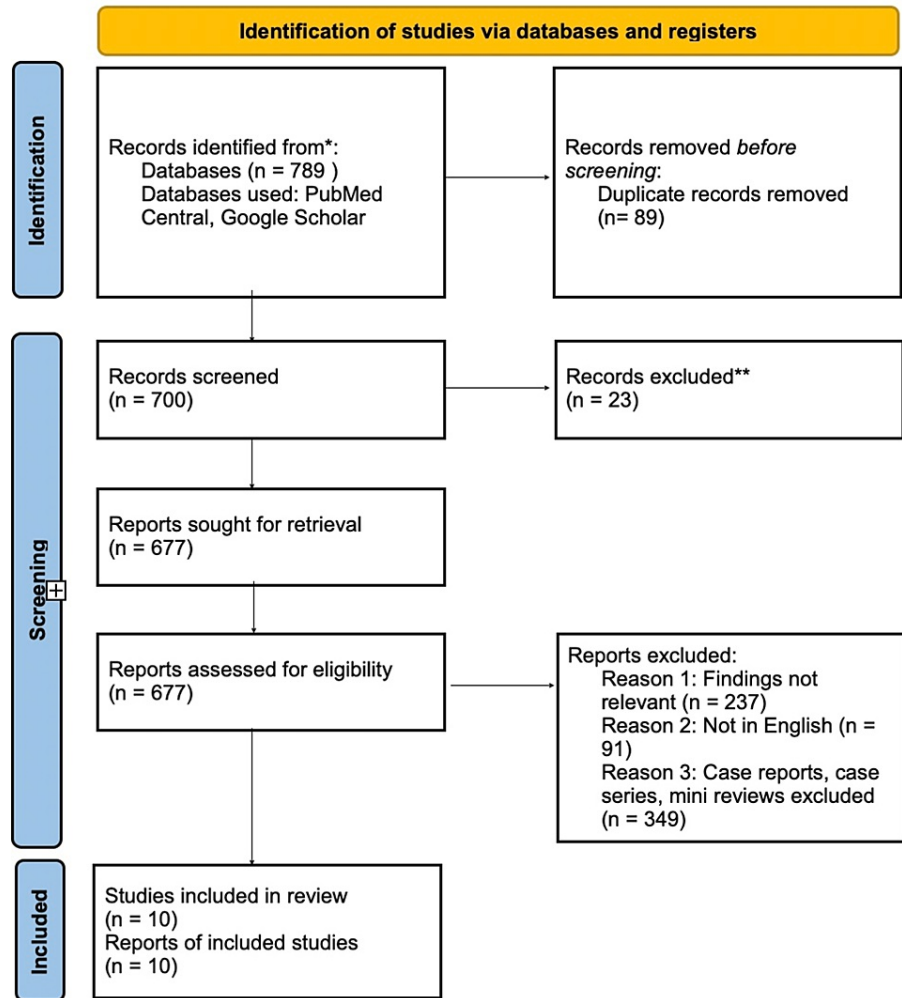 Identification of studies via databases and registers
Identification
Records identified from*:
Databases (n = 789 )
Databases used: PubMed
Central, Google Scholar
Records removed before
screening:
Duplicate records removed
(n= 89)
Screening
Records screened
(n = 700)
Records excluded**
(n = 23)
Reports sought for retrieval
(n = 677)
Reports assessed for eligibility
(n = 677)
Reports excluded:
Reason 1: Findings not
relevant (n = 237)
Reason 2: Not in English (n =
91)
Reason 3: Case reports, case
series, mini reviews excluded
(n = 349)
Included
Studies included in review
(n = 10)
Reports of included studies
(n = 10)